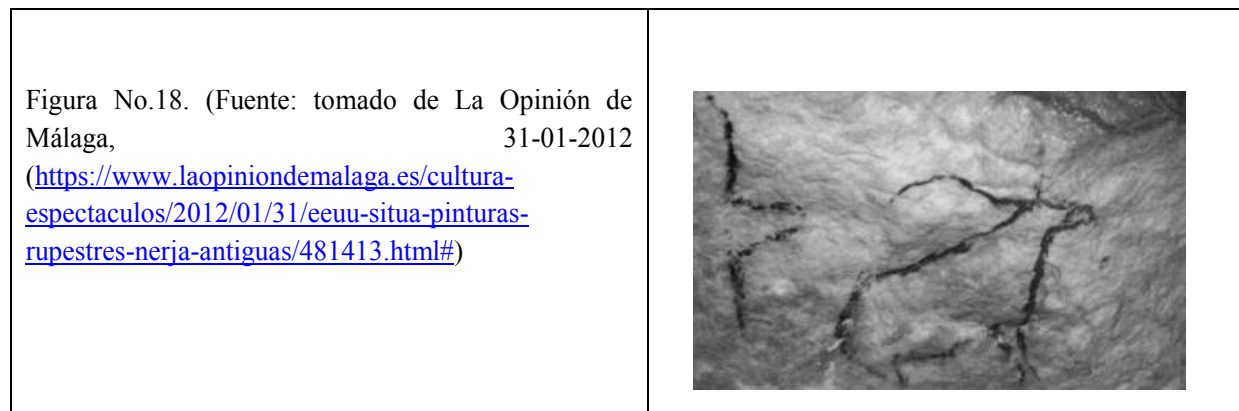 Figura No.18. (Fuente: tomado de La Opinión de
Málaga, 31-01-2012
(https://www.laopiniondemalaga.es/cultura-
espectaculos/2012/01/31/eeuu-situa-pinturas-
rupestres-nerja-antiguas/481413.html#)